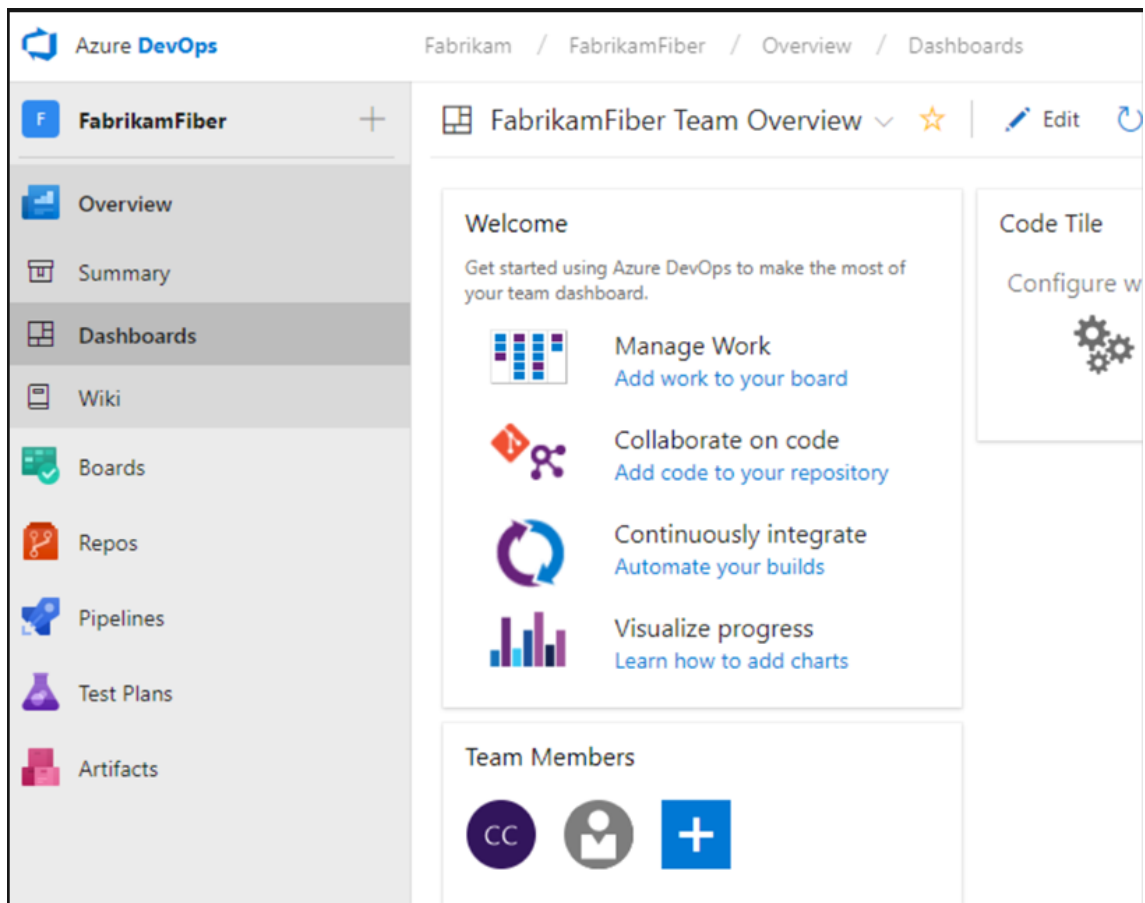 Azure DevOps
Fabrikam / FabrikamFiber / Overview / Dashboards
F FabrikamFiber
FabrikamFiber Team Overview
Edit
Overview
Summary
Dashboards
Wiki
Boards
Repos
Pipelines
Test Plans
Artifacts
Welcome
Get started using Azure DevOps to make the most of
your team dashboard.
Manage Work
Add work to your board
Collaborate on code
Add code to your repository
Continuously integrate
Automate your builds
Visualize progress
Learn how to add charts
Code Tile
Configure w
Team Members
CC